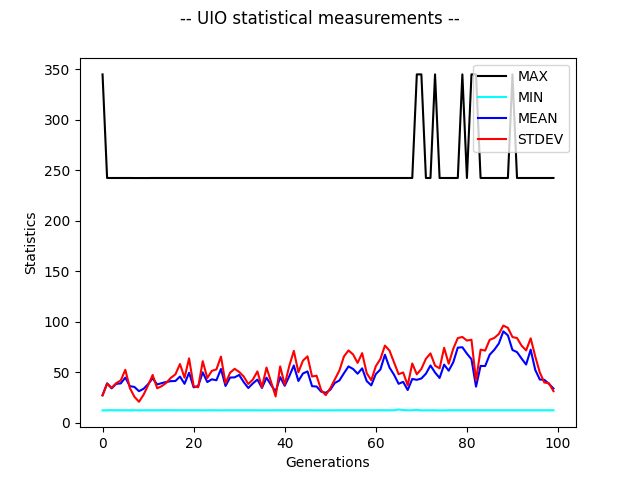 -- UIO statistical measurements --
350
300
250
200
150
100
50
0
Statistics
MAX
MIN
MEAN
STDEV
0 20 40 60 80 100
Generations